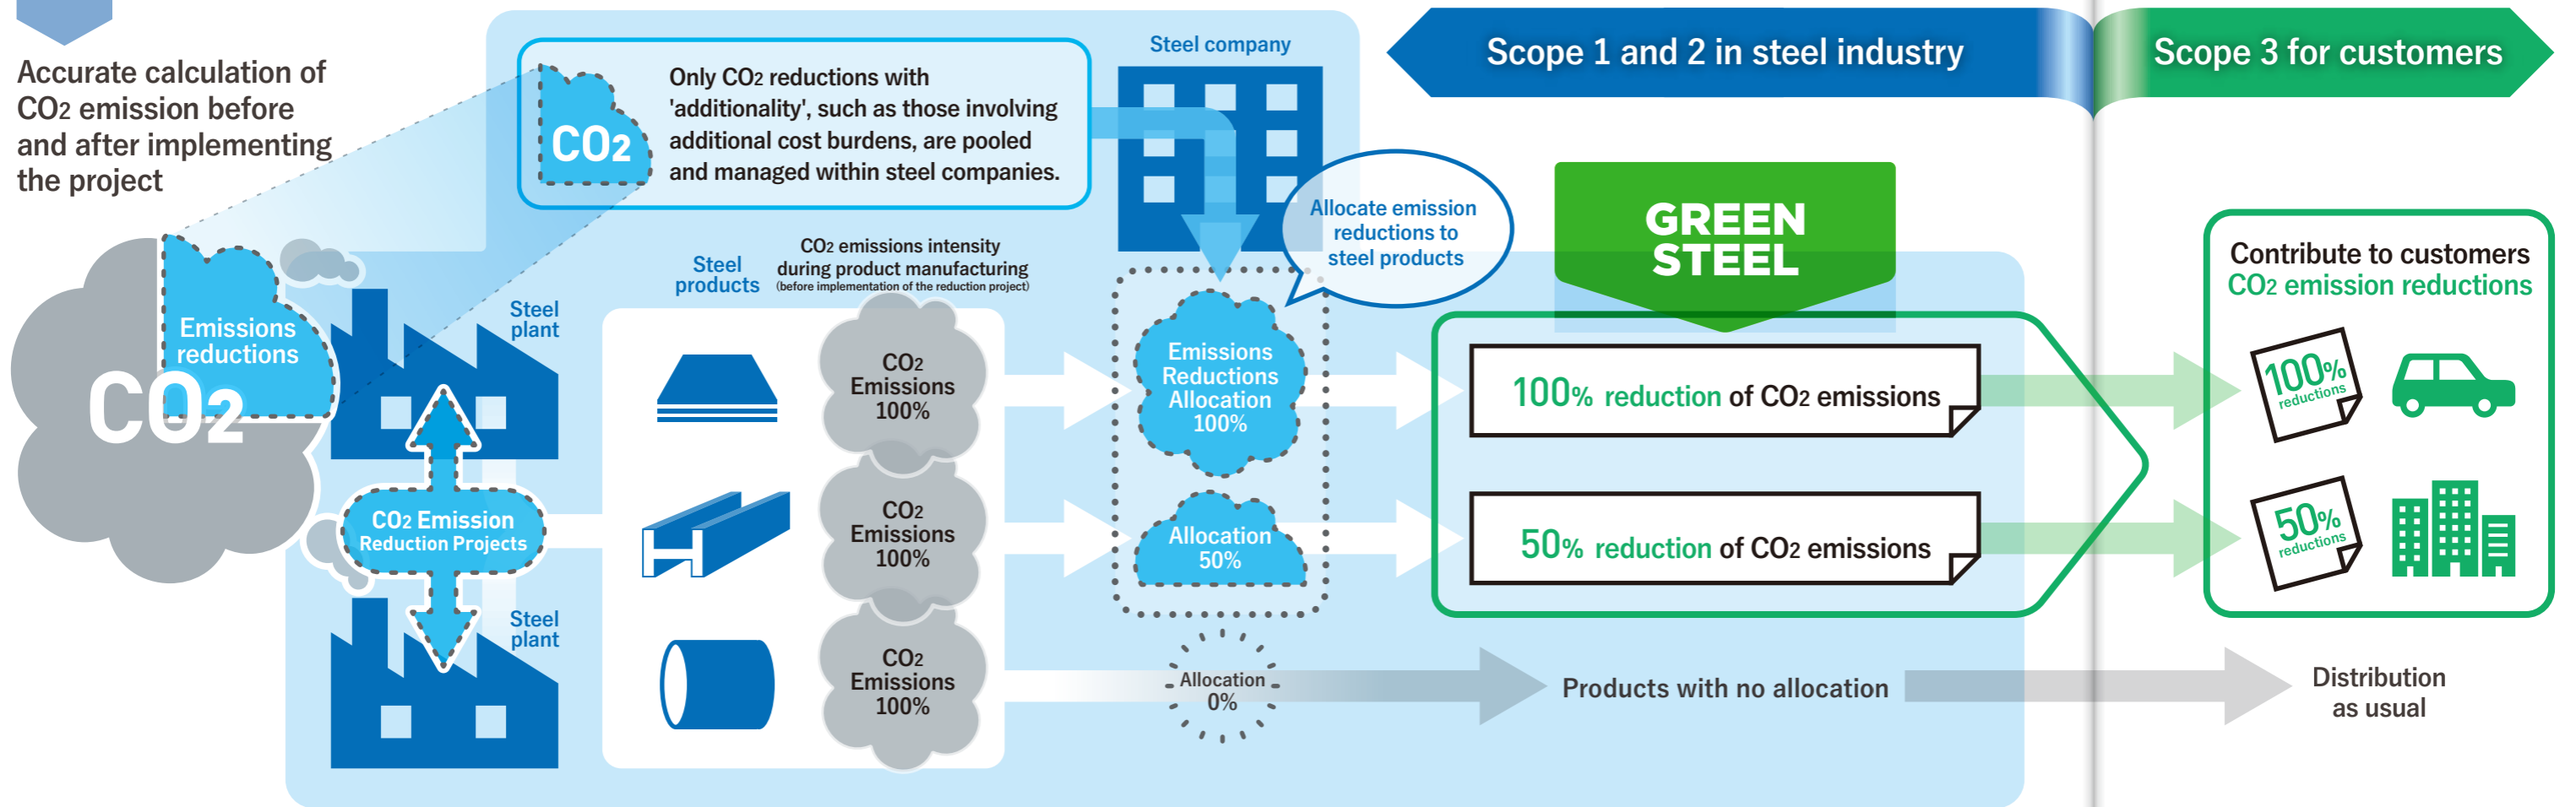 Accurate calculation of
CO2 emission before
and after implementing
the project
CO2
Emissions
reductions
CO2
Only CO2 reductions with
'additionality', such as those involving
additional cost burdens, are pooled
and managed within steel companies.
Steel company
Scope 1 and 2 in steel industry
Scope 3 for customers
Allocate emission
reductions to
steel products
GREEN
STEEL
Steel
plant
CO2 Emission
Reduction Projects
Steel
plant
Steel
products
CO2 emissions intensity
during product manufacturing
(before implementation of the reduction project)
CO2
Emissions
100%
CO2
Emissions
100%
CO2
Emissions
100%
Emissions
Reductions
Allocation
100%
Allocation
50%
Allocation
0%
100% reduction of CO2 emissions
50% reduction of CO2 emissions
Products with no allocation
Contribute to customers
CO2 emission reductions
100%
reductions
50%
reductions
Distribution
as usual